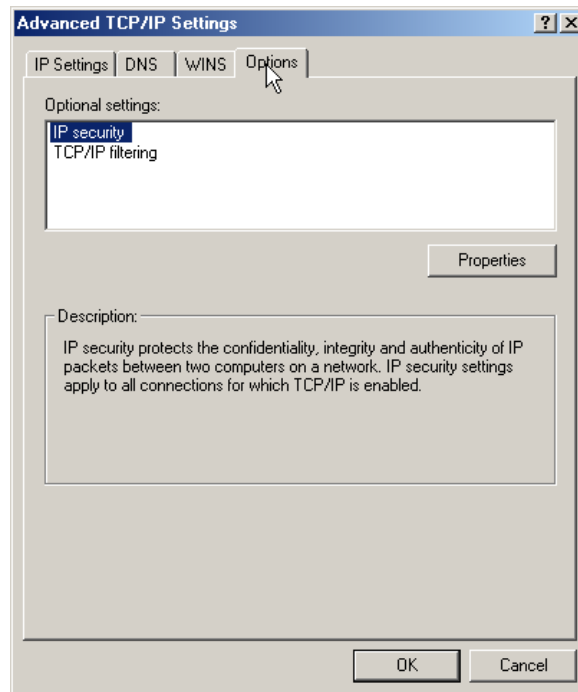 Advanced TCP/IP Settings
IP Settings DNS WINS Options
Optional settings:
IP security
TCP/IP filtering
Properties
Description:
IP security protects the confidentiality, integrity and authenticity of IP
packets between two computers on a network. IP security settings
apply to all connections for which TCP/IP is enabled.
OK Cancel